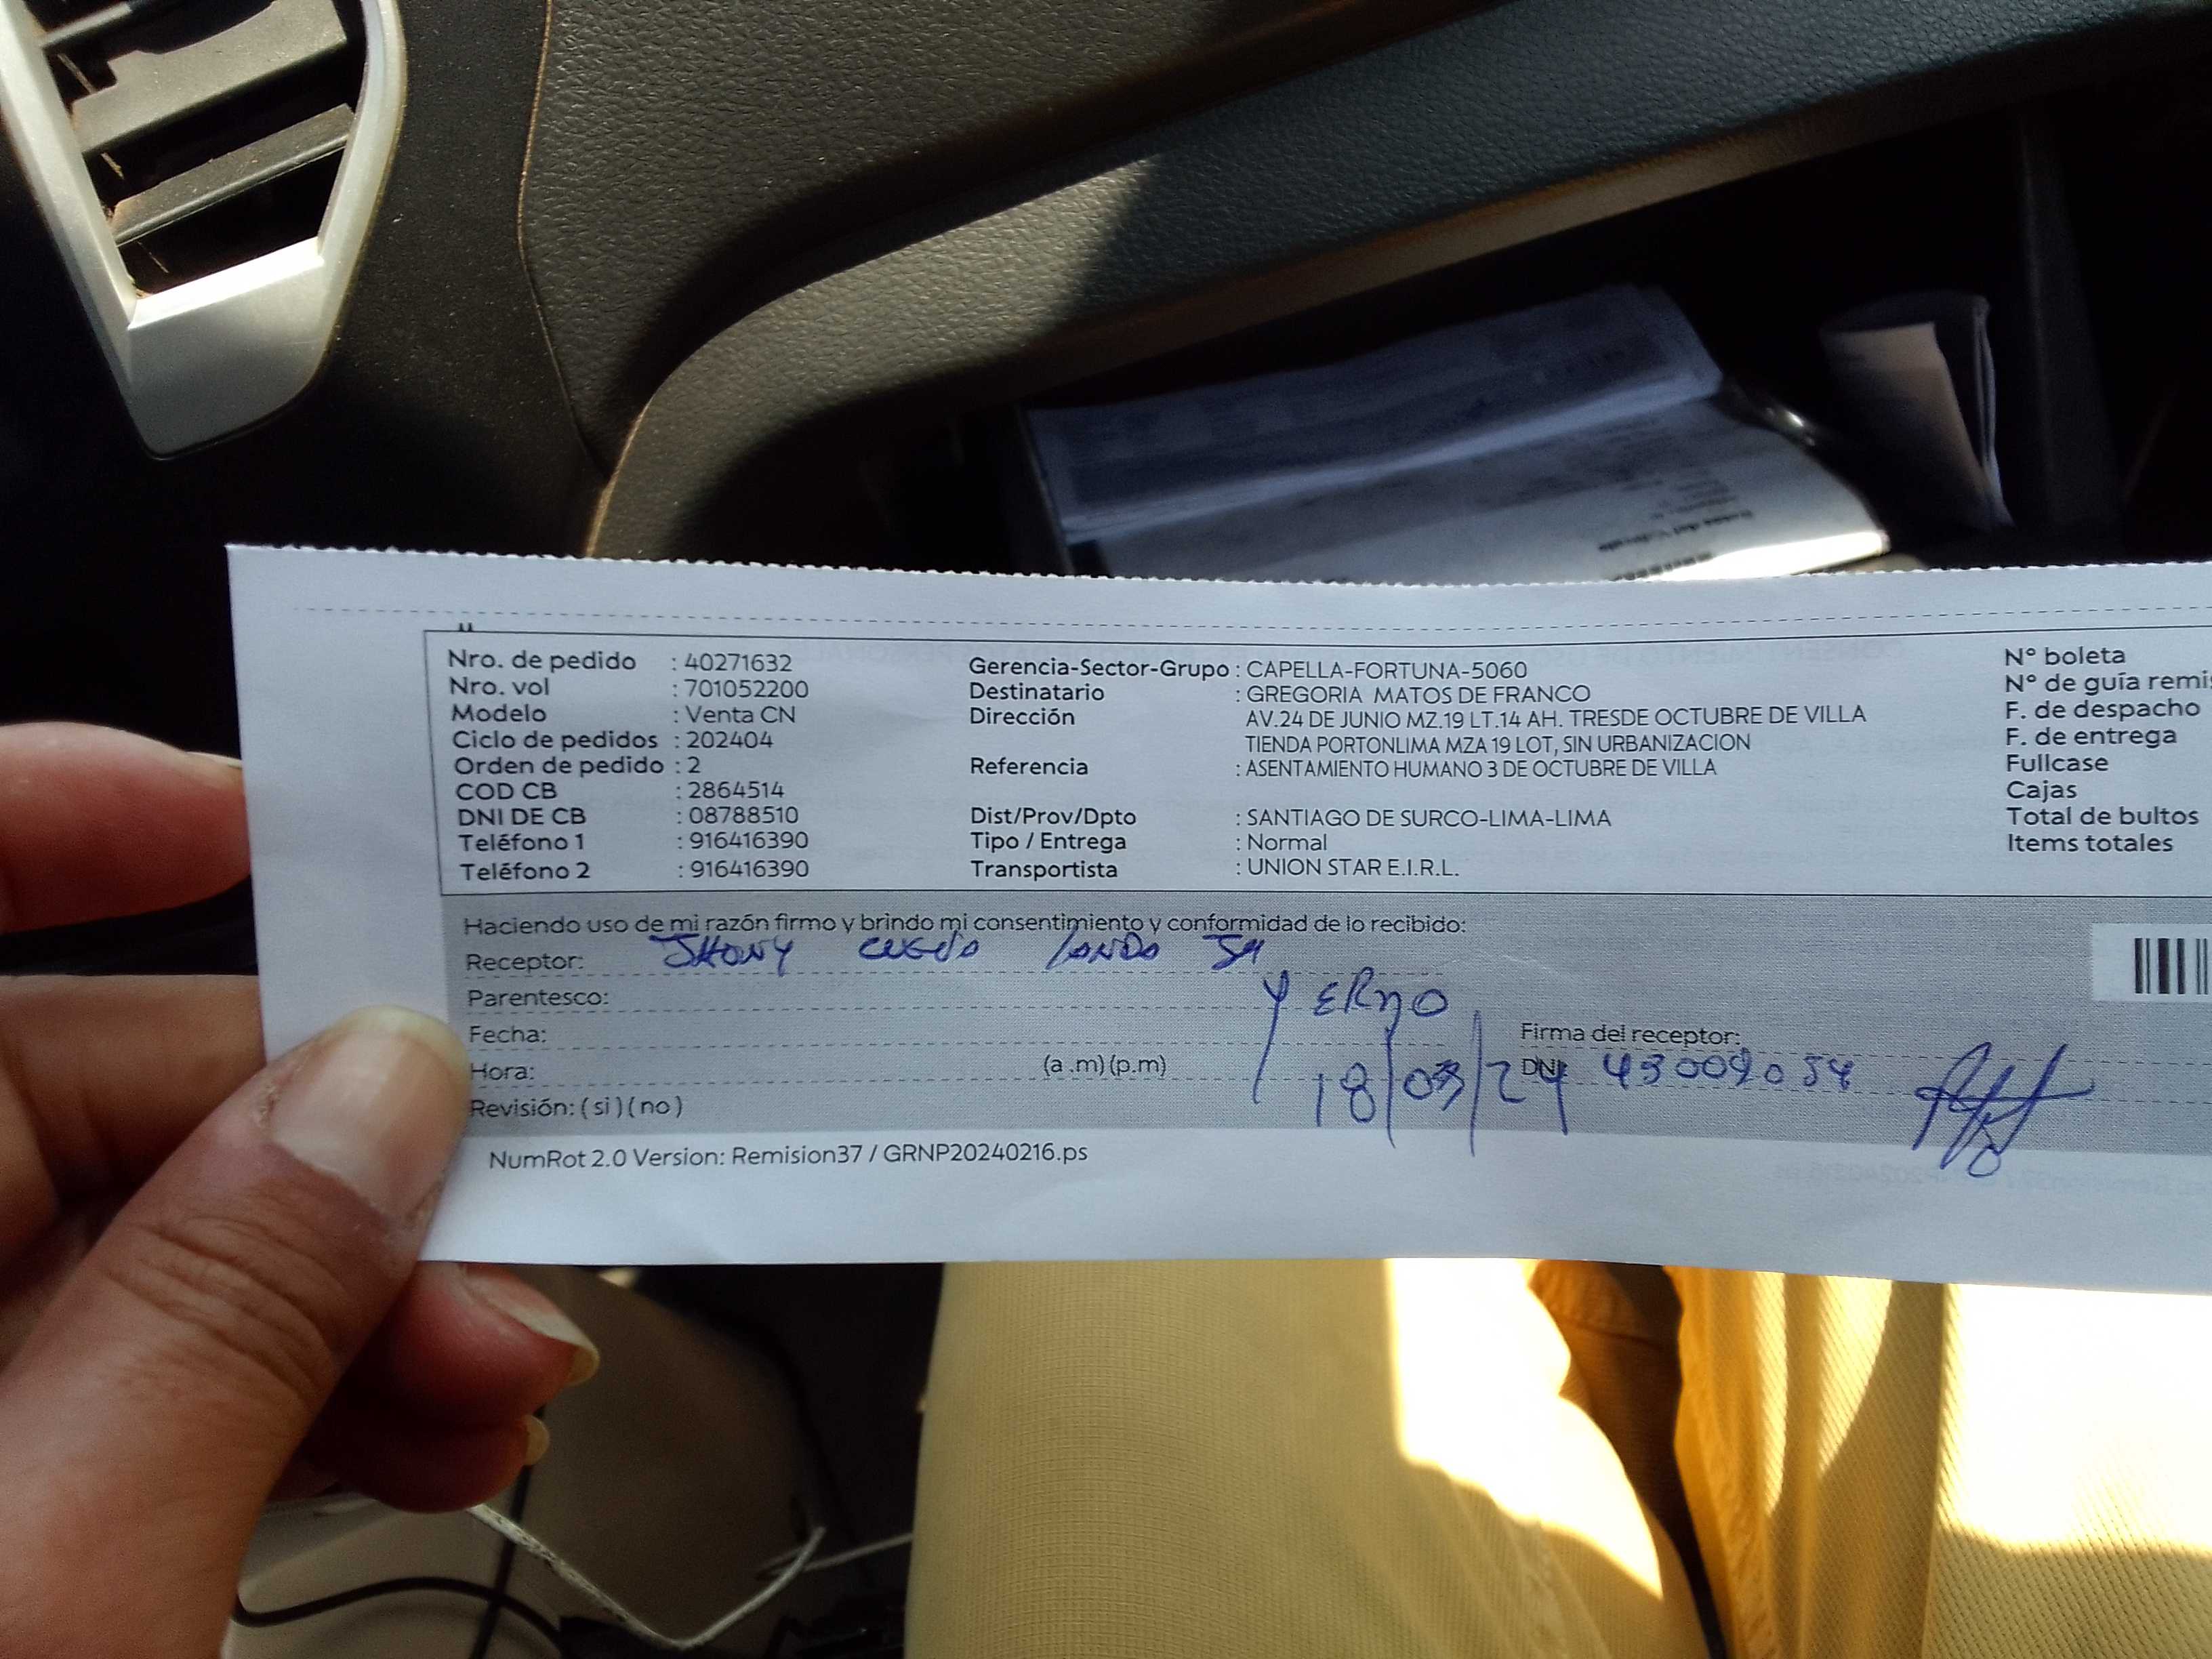 Nro. de pedido : 40271632
Nro. vol : 701052200
Modelo : Venta CN
Ciclo de pedidos : 202404
Orden de pedido : 2
COD CB : 2864514
DNI DE CB : 08788510
Teléfono 1 : 916416390
Teléfono 2 : 916416390
Gerencia-Sector-Grupo : CAPELLA-FORTUNA-5060
Destinatario : GREGORIA MATOS DE FRANCO
Dirección AV.24 DE JUNIO MZ.19 LT.14 AH. TRESDE OCTUBRE DE VILLA
TIENDA PORTONLIMA MZA 19 LOT, SIN URBANIZACION
Referencia : ASENTAMIENTO HUMANO 3 DE OCTUBRE DE VILLA
Dist/Prov/Dpto : SANTIAGO DE SURCO-LIMA-LIMA
Tipo / Entrega : Normal
Transportista : UNION STAR E.I.R.L.
N° boleta
N° de guía remis
F. de despacho
F. de entrega
Fullcase
Cajas
Total de bultos
Items totales
Haciendo uso de mi razón firmo y brindo mi consentimiento y conformidad de lo recibido:
Receptor: JHONY
Parentesco: YERNO
Fecha: 18/03/24
Hora: (a .m) (p.m)
Revisión: ( si ) ( no )
Firma del receptor:
DNI: 45009054
NumRot 2.0 Version: Remision37 / GRNP20240216.ps